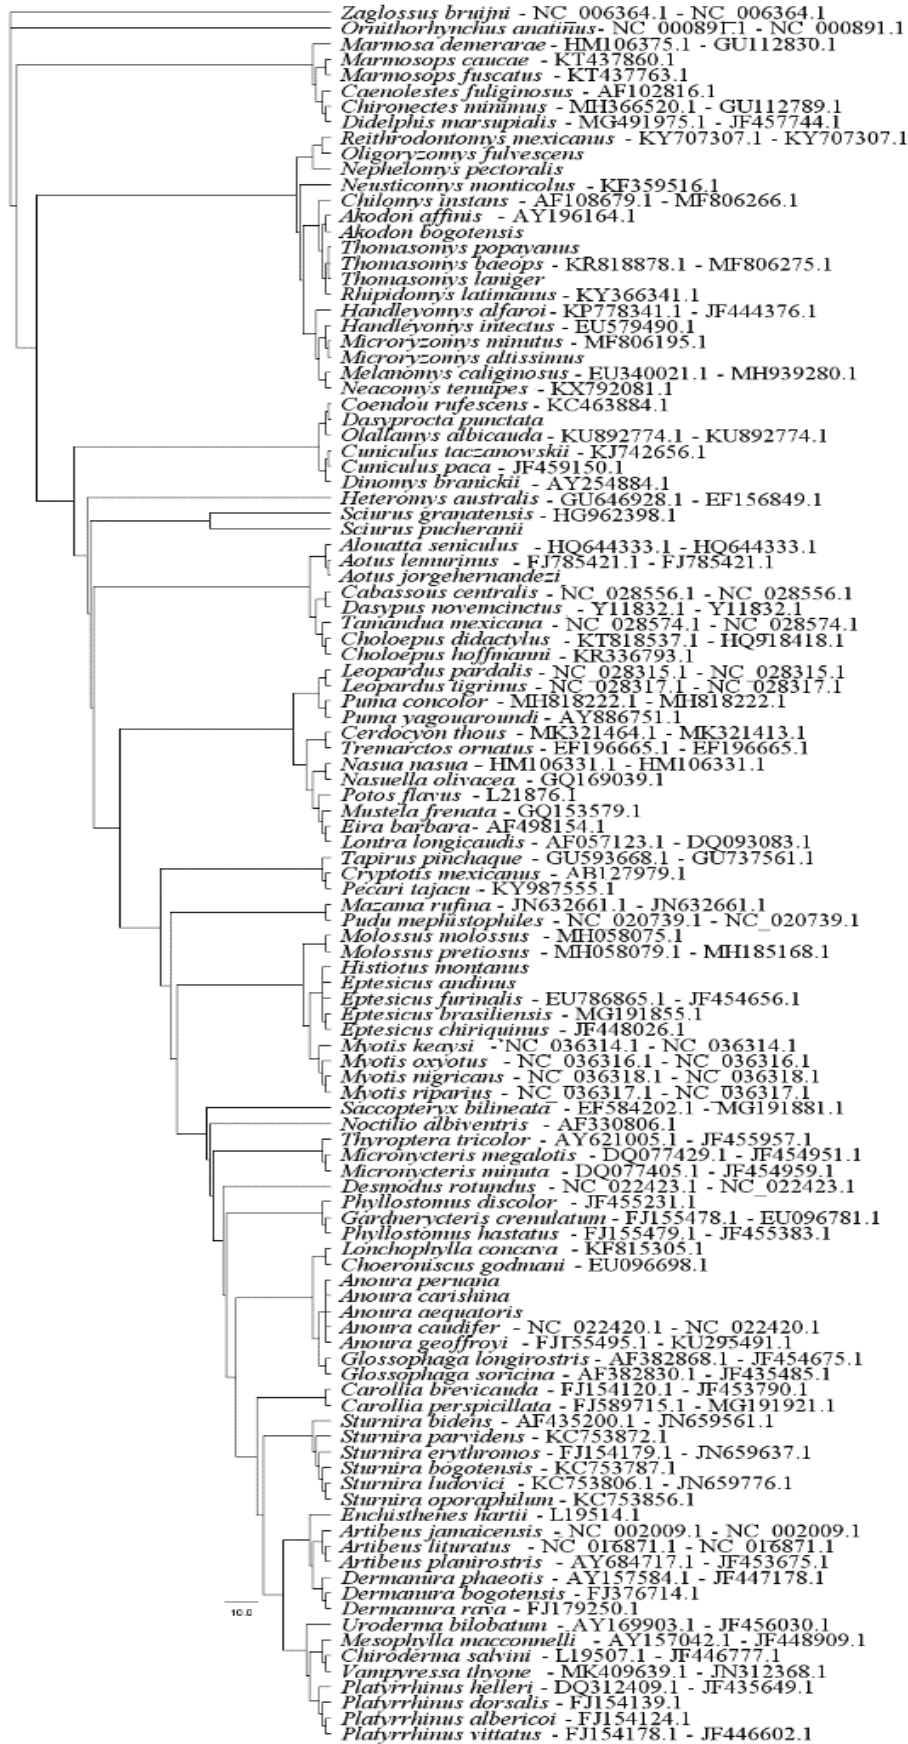 Zaglossus bruijni - NC_006364.1 - NC_006364.1
Ornithorhynchus anatinus- NC_000891.1 - NC_000891.1
Marmosa demerarae - HM106375.1 - GU112830.1
Marmosops caucae - KT437860.1
Marmosops fuscatus - KT437763.1
Caenolestes fuliginosus - AF102816.1
Chironectes minimus - MH366520.1 - GU112789.1
Didelphis marsupialis - MG491975.1 - JF457744.1
Reithrodontomys mexicanus - KY707307.1 - KY707307.1
Oligoryzomys fulvescens
Nephelomys pectoralis
Neusticomys monticolus - KF359516.1
Chilomys instans - AF108679.1 - MF806266.1
Akodon affinis - AY196164.1
Akodon bogotensis
Thomasomys popayanus
Thomasomys baeops - KR818878.1 - MF806275.1
Thomasomys laniger
Rhipidomys latimanus - KY366341.1
Handleyomys alfaroi - KP778341.1 - JF444376.1
Handleyomys intectus - EU579490.1
Microryzomys minutus - MF806195.1
Microryzomys altissimus
Melanomys caliginosus - EU340021.1 - MH939280.1
Neacomys tenuipes - KX792081.1
Coendou rufescens - KC463884.1
Dasyprocta punctata
Olallamys albicauda - KU892774.1 - KU892774.1
Cuniculus taczanowskii - KJ742656.1
Cuniculus paca - JF459150.1
Dinomys branickii - AY254884.1
Heteromys australis - GU646928.1 - EF156849.1
Sciurus granatensis - HG962398.1
Sciurus pucheranii
Alouatta seniculus - HQ644333.1 - HQ644333.1
Aotus lemurinus - FJ785421.1 - FJ785421.1
Aotus jorgehernandezi
Cabassous centralis - NC_028556.1 - NC_028556.1
Dasypus novemcinctus - Y11832.1 - Y11832.1
Tamandua mexicana - NC_028574.1 - NC_028574.1
Choloepus didactylus - KT818537.1 - HQ918418.1
Choloepus hoffmanni - KR336793.1
Leopardus pardalis - NC_028315.1 - NC_028315.1
Leopardus tigrinus - NC_028317.1 - NC_028317.1
Puma concolor - MH818222.1 - MH818222.1
Puma yagouaroundi - AY886751.1
Cerdocyon thous - MK321464.1 - MK321413.1
Tremarctos ornatus - EF196665.1 - EF196665.1
Nasua nasua - HM106331.1 - HM106331.1
Nasuella olivacea - GQ169039.1
Potos flavus - L21876.1
Mustela frenata - GQ153579.1
Eira barbara- AF498154.1
Lontra longicaudis - AF057123.1 - DQ093083.1
Tapirus pinchaque - GU593668.1 - GU737561.1
Cryptotis mexicanus - AB127979.1
Pecari tajacu - KY987555.1
Mazama rufina - JN632661.1 - JN632661.1
Pudu mephistophiles - NC_020739.1 - NC_020739.1
Molossus molossus - MH058075.1
Molossus pretiosus - MH058079.1 - MH185168.1
Histiotus montanus
Eptesicus andinus
Eptesicus furinalis - EU786865.1 - JF454656.1
Eptesicus brasiliensis - MG191855.1
Eptesicus chiriquinus - JF448026.1
Myotis keaysi - NC_036314.1 - NC_036314.1
Myotis oxyotus - NC_036316.1 - NC_036316.1
Myotis nigricans - NC_036318.1 - NC_036318.1
Myotis riparius - NC_036317.1 - NC_036317.1
Saccopteryx bilineata - EF584202.1 - MG191881.1
Noctilio albiventris - AF330806.1
Thyroptera tricolor - AY621005.1 - JF455957.1
Micronycteris megalotis - DQ077429.1 - JF454951.1
Micronycteris minuta - DQ077405.1 - JF454959.1
Desmodus rotundus - NC_022423.1 - NC_022423.1
Phyllostomus discolor - JF455231.1
Gardnerycteris crenulatum - FJ155478.1 - EU096781.1
Phyllostomus hastatus - FJ155479.1 - JF455383.1
Lonchophylla concava - KF815305.1
Choeroniscus godmani - EU096698.1
Anoura peruana
Anoura carishina
Anoura aequatoris
Anoura caudifer - NC_022420.1 - NC_022420.1
Anoura geoffroyi - FJ155495.1 - KU295491.1
Glossophaga longirostris - AF382868.1 - JF454675.1
Glossophaga soricina - AF382830.1 - JF435485.1
Carollia brevicauda - FJ154120.1 - JF453790.1
Carollia perspicillata - FJ589715.1 - MG191921.1
Sturnira bidens - AF435200.1 - JN659561.1
Sturnira parvidens - KC753872.1
Sturnira erythromos - FJ154179.1 - JN659637.1
Sturnira bogotensis - KC753787.1
Sturnira ludovici - KC753806.1 - JN659776.1
Sturnira oporaphilum - KC753856.1
Enchisthenes hartii - L19514.1
Artibeus jamaicensis - NC_002009.1 - NC_002009.1
Artibeus lituratus - NC_016871.1 - NC_016871.1
Artibeus planirostris - AY684717.1 - JF453675.1
Dermanura phaeotis - AY157584.1 - JF447178.1
Dermanura bogotensis - FJ376714.1
Dermanura rava - FJ179250.1
10.0
Uroderma bilobatum - AY169903.1 - JF456030.1
Mesophylla macconnelli - AY157042.1 - JF448909.1
Chiroderma salvini - L19507.1 - JF446777.1
Vampyressa thyone - MK409639.1 - JN312368.1
Platyrrhinus helleri - DQ312409.1 - JF435649.1
Platyrrhinus dorsalis - FJ154139.1
Platyrrhinus albericoi - FJ154124.1
Platyrrhinus vittatus - FJ154178.1 - JF446602.1